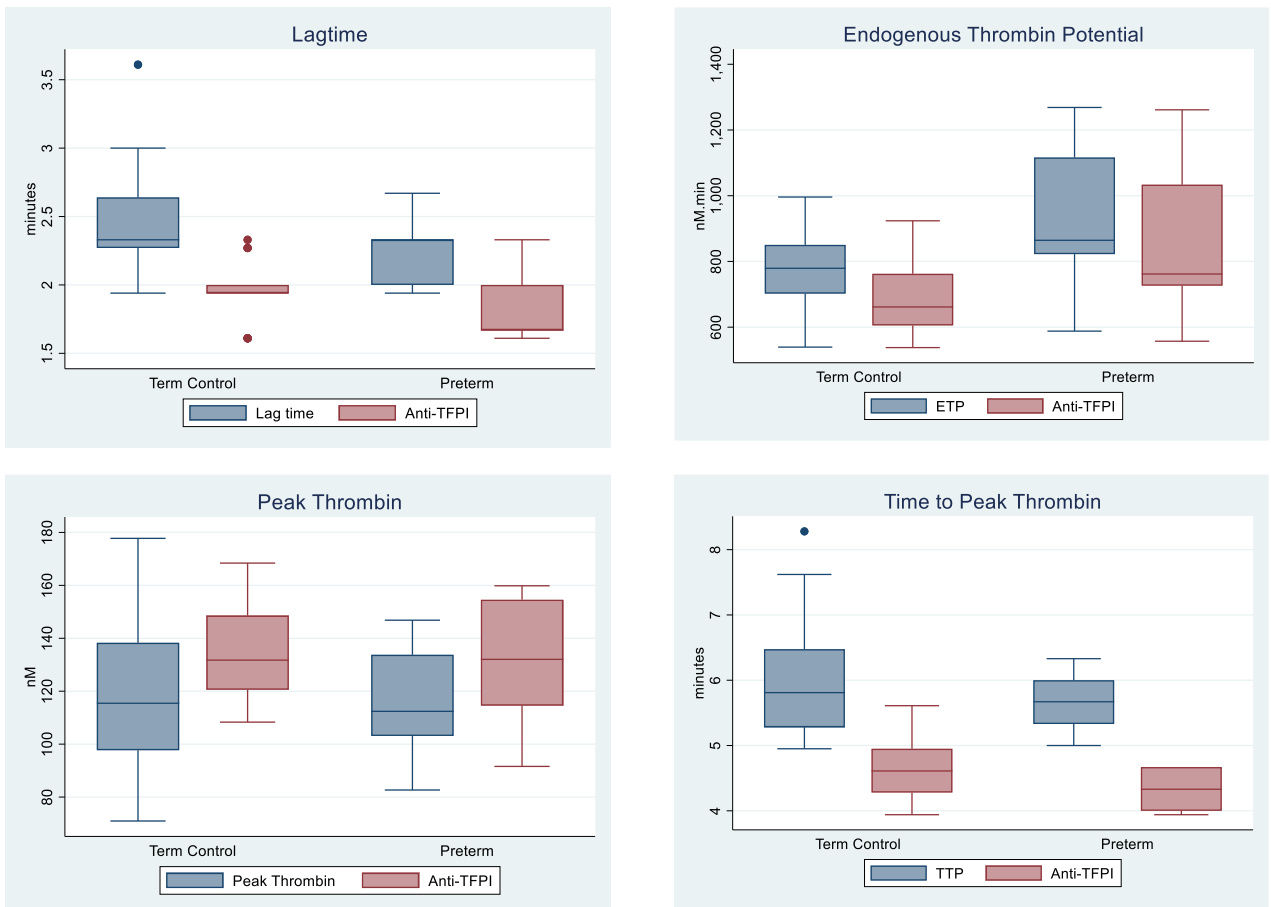 Lagtime
minutes
3.5
3
2.5
2
1.5
Term Control Preterm
Lag time Anti-TFPI
Endogenous Thrombin Potential
nM.min
1,400
1,200
1,000
800
600
Term Control Preterm
ETP Anti-TFPI
Peak Thrombin
nM
180
160
140
120
100
80
Term Control Preterm
Peak Thrombin Anti-TFPI
Time to Peak Thrombin
minutes
8
7
6
5
4
Term Control Preterm
TTP Anti-TFPI